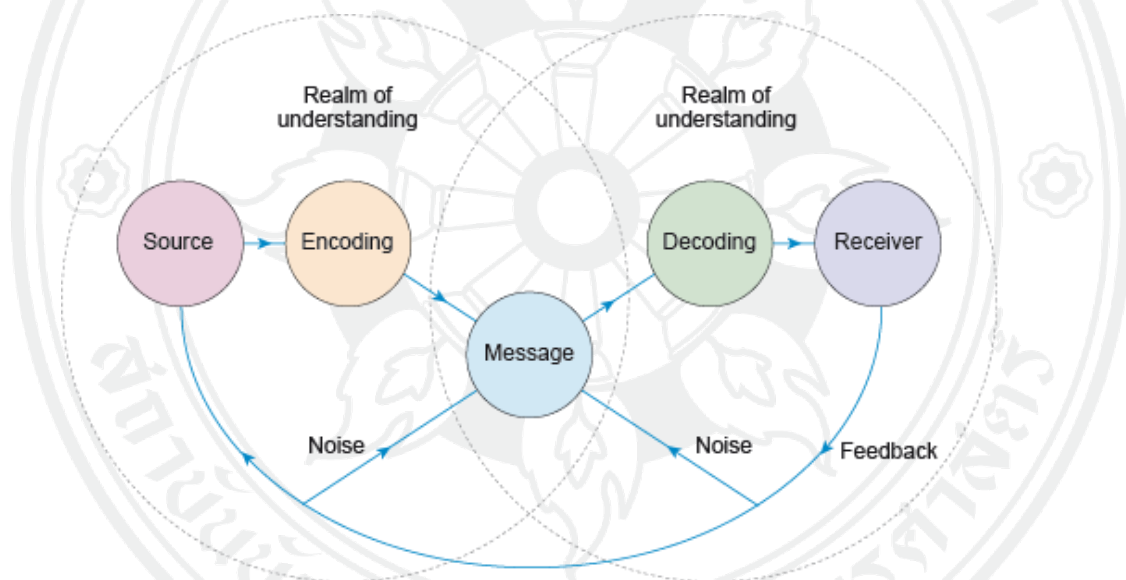 Realm of
understanding
Realm of
understanding
Source
Encoding
Decoding
Receiver
Message
Noise
Noise
Feedback